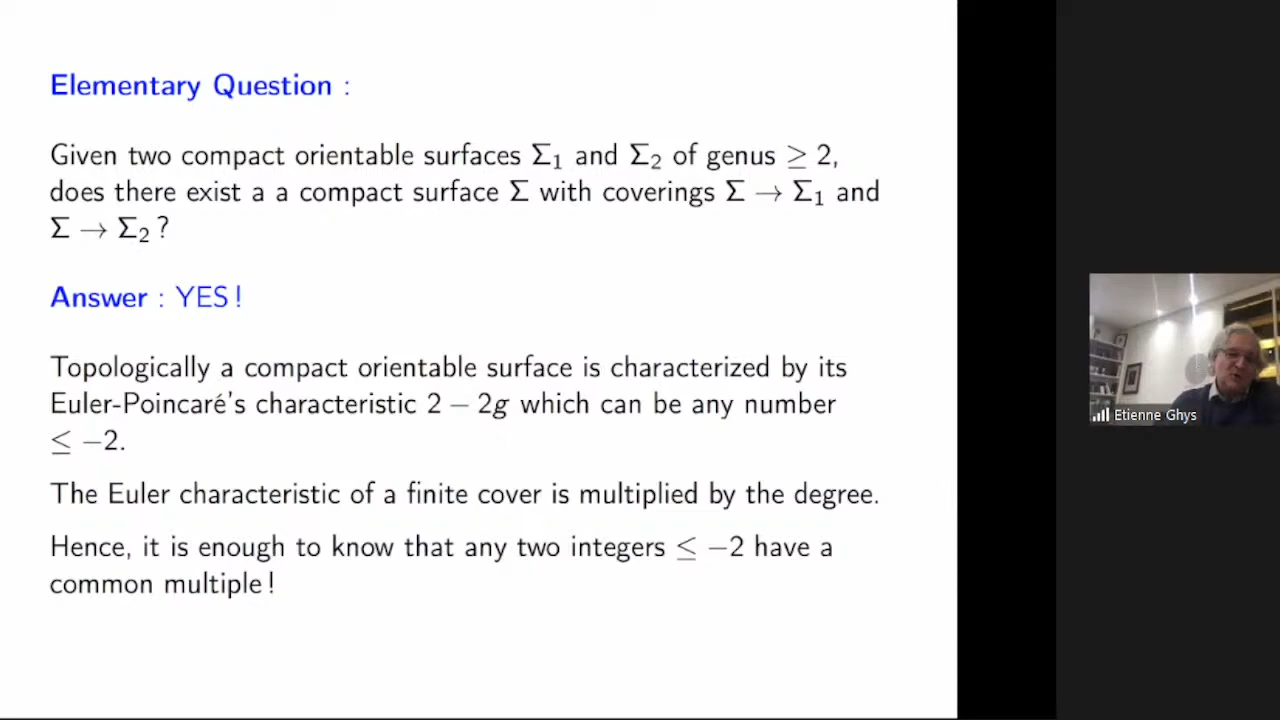 Elementary Question :
Given two compact orientable surfaces Σ₁ and Σ₂ of genus ≥ 2,
does there exist a a compact surface Σ with coverings Σ → Σ₁ and
Σ → Σ₂ ?
Answer : YES !
Topologically a compact orientable surface is characterized by its
Euler-Poincaré's characteristic 2 − 2g which can be any number
≤ −2.
The Euler characteristic of a finite cover is multiplied by the degree.
Hence, it is enough to know that any two integers ≤ −2 have a
common multiple !
Etienne Ghys